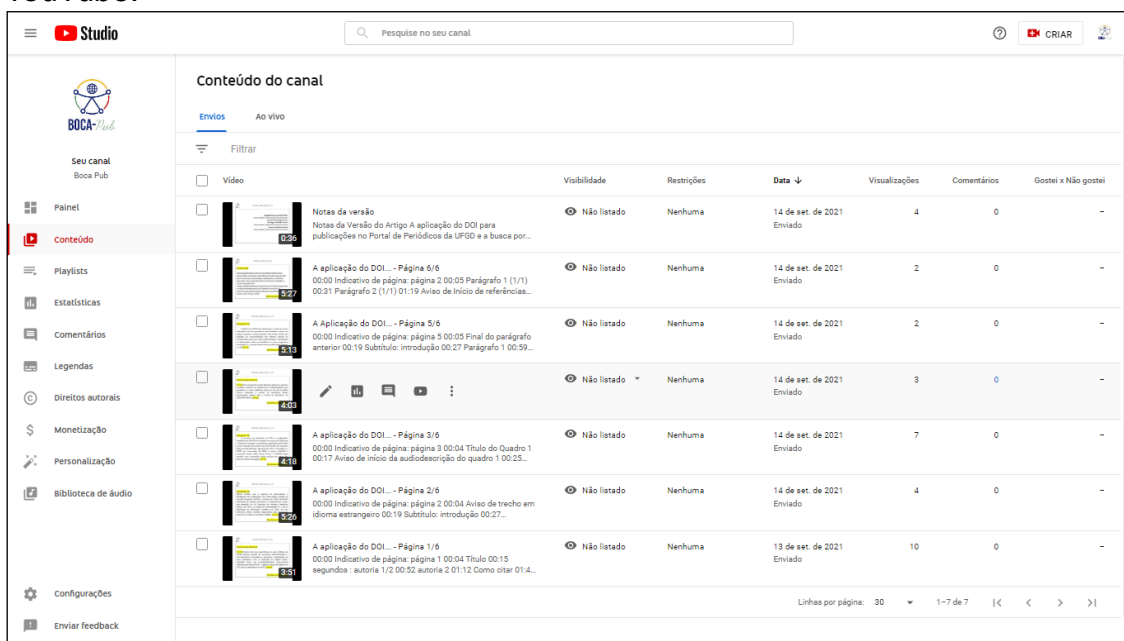 Studio
Pesquise no seu canal
CRIAR
BOCA-Pub
Seu canal
Boca Pub
Painel
Conteúdo
Playlists
Estatísticas
Comentários
Legendas
Direitos autorais
Monetização
Personalização
Biblioteca de áudio
Configurações
Enviar feedback
Conteúdo do canal
Envios Ao vivo
Filtrar
Vídeo Visibilidade Restrições Data Visualizações Comentários Gostei x Não gostei
0:36 Notas da versão Não listado Nenhuma 14 de set. de 2021 4 0 –
Notas da Versão do Artigo A aplicação do DOI para Enviado
publicações no Portal de Periódicos da UFGD e a busca por...
5:27 A aplicação do DOI... - Página 6/6 Não listado Nenhuma 14 de set. de 2021 2 0 –
00:00 Indicativo de página: página 2 00:05 Parágrafo 1 (1/1) Enviado
00:31 Parágrafo 2 (1/1) 01:19 Aviso de Início de referências...
5:13 A Aplicação do DOI... - Página 5/6 Não listado Nenhuma 14 de set. de 2021 2 0 –
00:00 Indicativo de página: página 5 00:05 Final do parágrafo Enviado
anterior 00:19 Subtítulo: introdução 00:27 Parágrafo 1 00:59...
4:03 Não listado Nenhuma 14 de set. de 2021 3 0 –
Enviado
4:18 A aplicação do DOI... - Página 3/6 Não listado Nenhuma 14 de set. de 2021 7 0 –
00:00 Indicativo de página: página 3 00:04 Título do Quadro 1 Enviado
00:17 Aviso de início da audiodescrição do quadro 1 00:25...
5:26 A aplicação do DOI... - Página 2/6 Não listado Nenhuma 14 de set. de 2021 4 0 –
00:00 Indicativo de página: página 2 00:04 Aviso de trecho em Enviado
idioma estrangeiro 00:19 Subtítulo: introdução 00:27...
3:51 A aplicação do DOI... - Página 1/6 Não listado Nenhuma 13 de set. de 2021 10 0 –
00:00 Indicativo de página: página 1 00:04 Título 00:15 Enviado
segundos : autoria 1/2 00:52 autoria 2 01:12 Como citar 01:4...
Linhas por página: 30 1–7 de 7